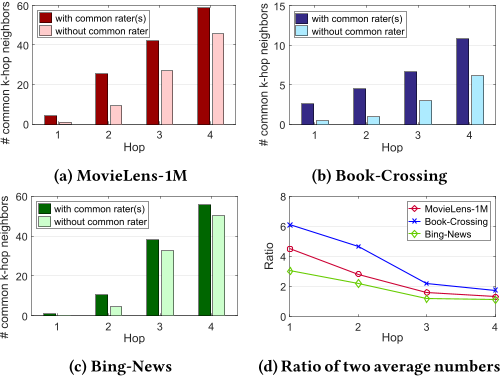 # common k-hop neighbors
60
40
20
0
with common rater(s)
without common rater
1 2 3 4
Hop
(a) MovieLens-1M
# common k-hop neighbors
15
10
5
0
with common rater(s)
without common rater
1 2 3 4
Hop
(b) Book-Crossing
# common k-hop neighbors
60
40
20
0
with common rater(s)
without common rater
1 2 3 4
Hop
(c) Bing-News
Ratio
8
6
4
2
0
MovieLens-1M
Book-Crossing
Bing-News
1 2 3 4
Hop
(d) Ratio of two average numbers